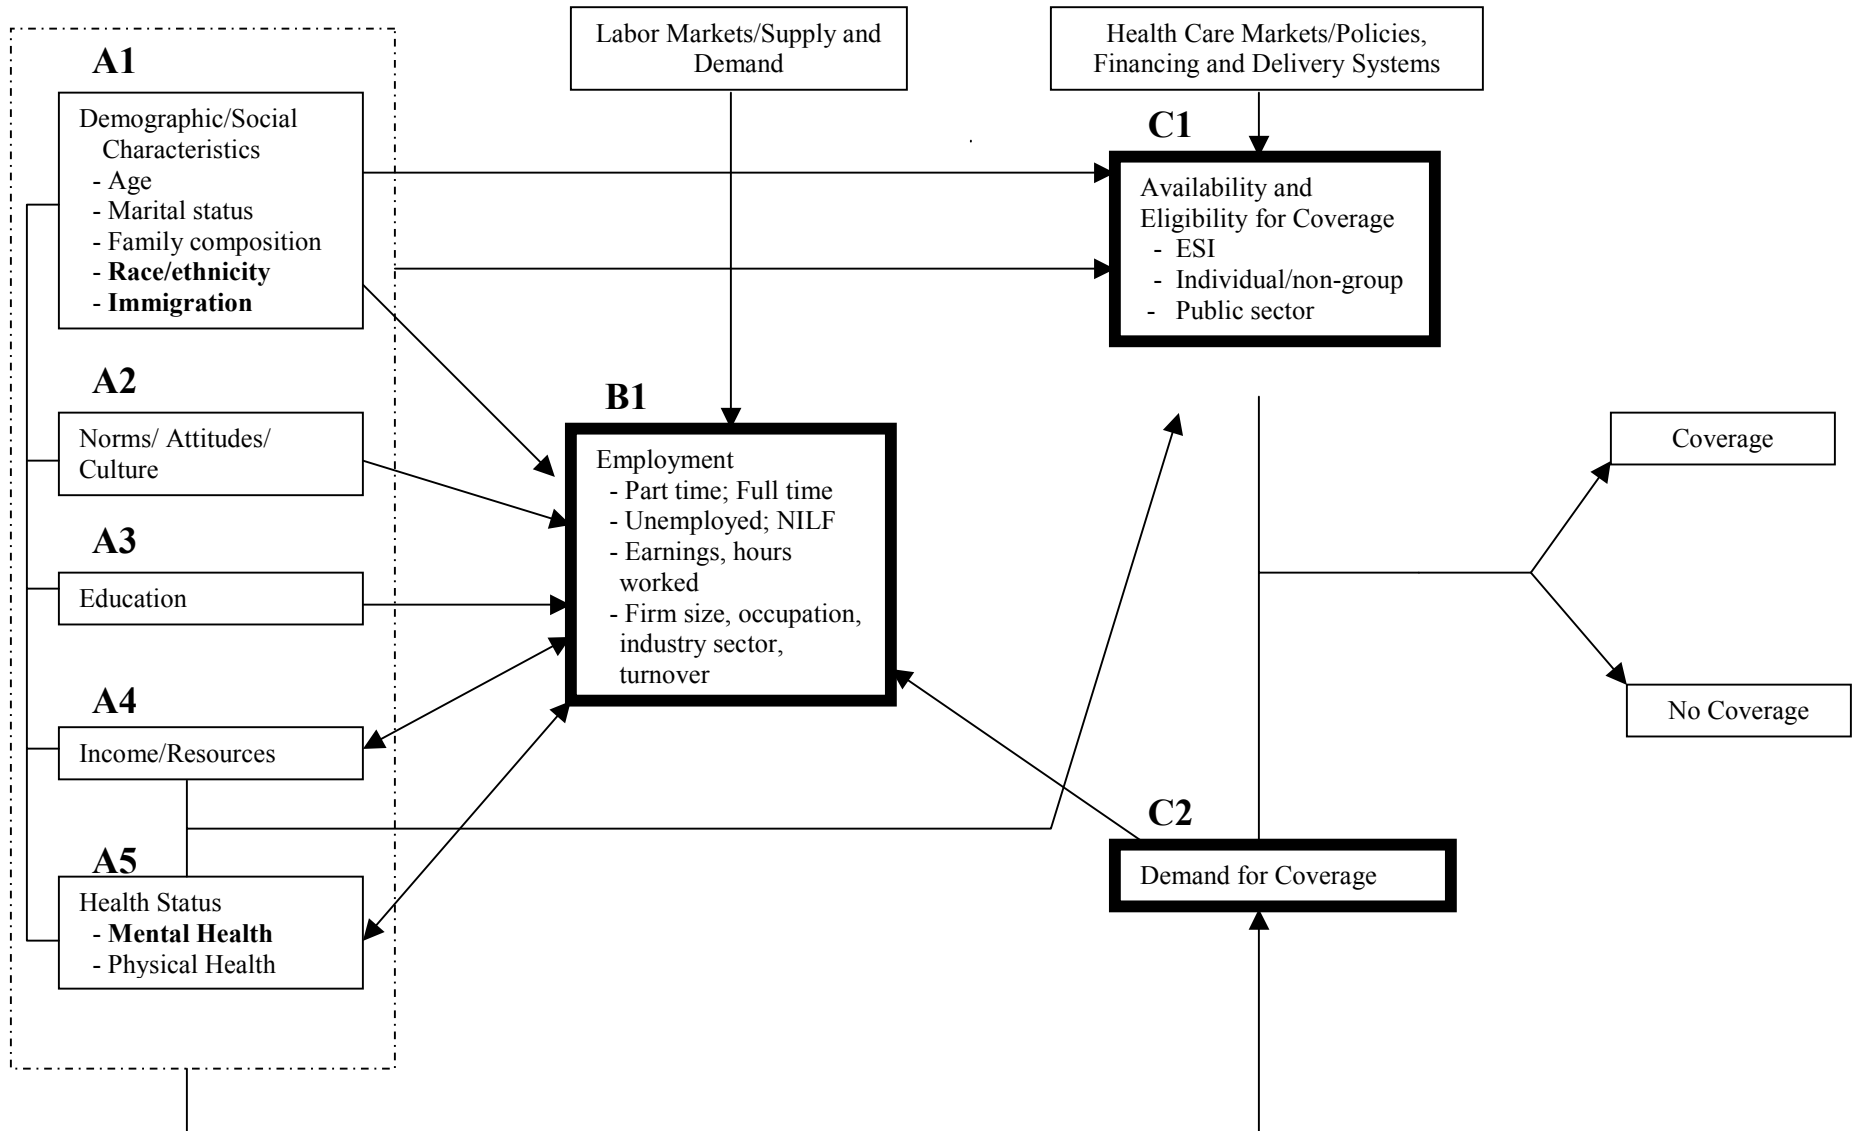 Labor Markets/Supply and
Demand
Health Care Markets/Policies,
Financing and Delivery Systems
A1
Demographic/Social
Characteristics
- Age
- Marital status
- Family composition
- Race/ethnicity
- Immigration
C1
Availability and
Eligibility for Coverage
- ESI
- Individual/non-group
- Public sector
A2
Norms/ Attitudes/
Culture
B1
Employment
- Part time; Full time
- Unemployed; NILF
- Earnings, hours
worked
- Firm size, occupation,
industry sector,
turnover
Coverage
A3
Education
A4
Income/Resources
No Coverage
A5
Health Status
- Mental Health
- Physical Health
C2
Demand for Coverage